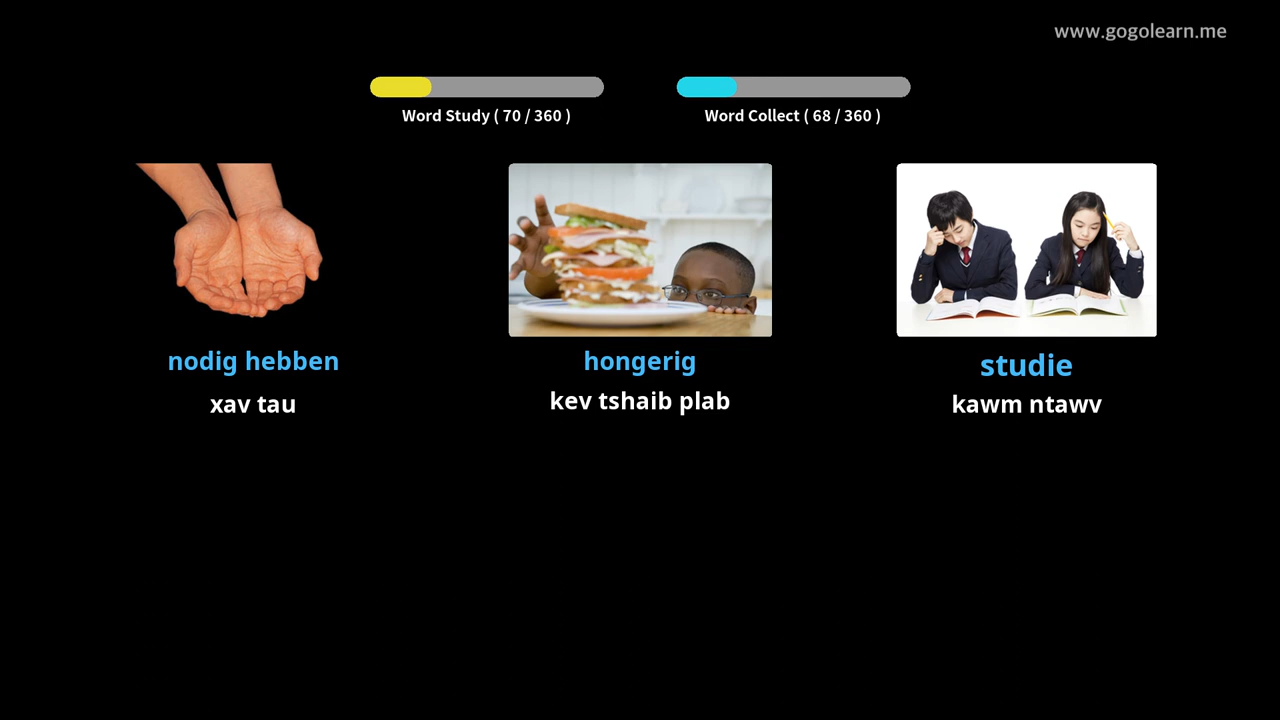 www.gogolearn.me
Word Study ( 70 / 360 )
Word Collect ( 68 / 360 )
nodig hebben
xav tau
hongerig
kev tshaib plab
studie
kawm ntawv